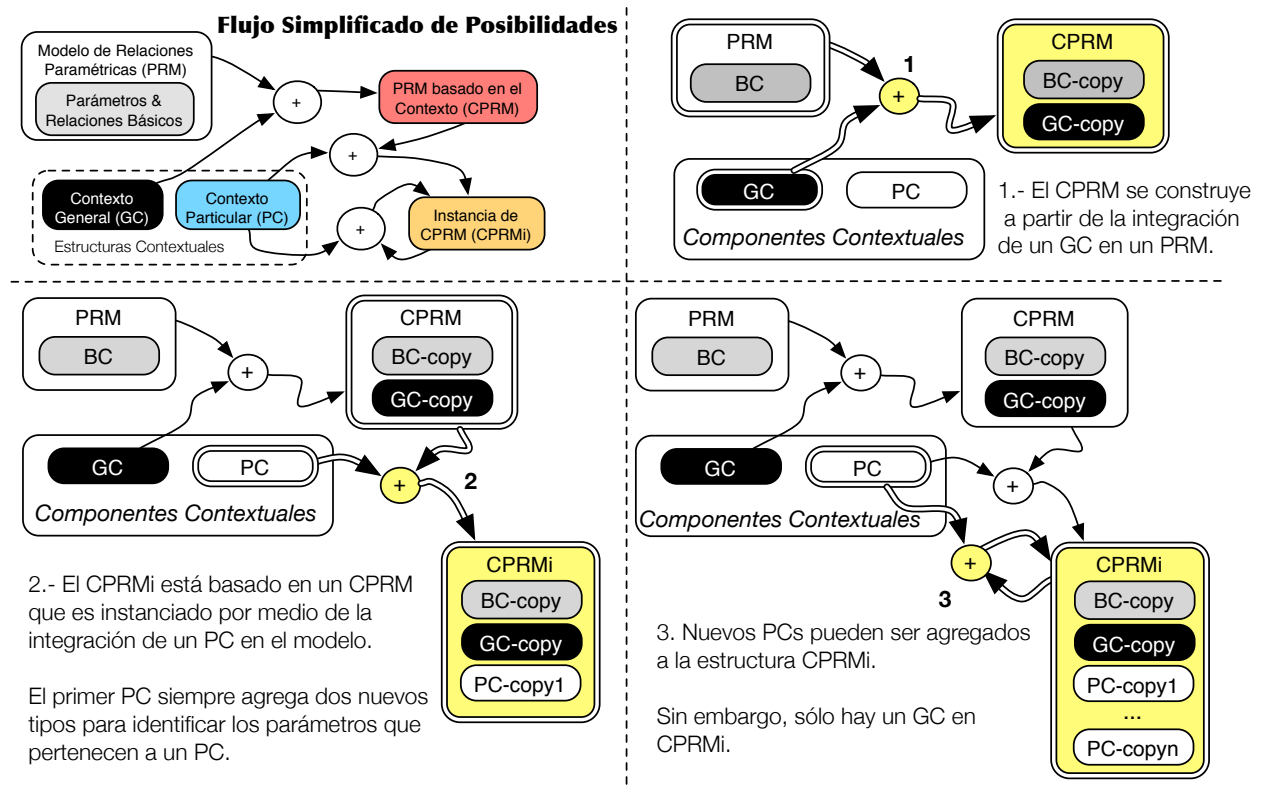 Flujo Simplificado de Posibilidades
Modelo de Relaciones
Paramétricas (PRM)
Parámetros &
Relaciones Básicos
+
PRM basado en el
Contexto (CPRM)
+
Contexto
General (GC)
Contexto
Particular (PC)
+
Instancia de
CPRM (CPRMi)
Estructuras Contextuales
PRM
BC
1
+
CPRM
BC-copy
GC-copy
GC
PC
Componentes Contextuales
1.- El CPRM se construye
a partir de la integración
de un GC en un PRM.
PRM
BC
+
CPRM
BC-copy
GC-copy
GC
PC
+
2
Componentes Contextuales
CPRMi
BC-copy
GC-copy
PC-copy1
2.- El CPRMi está basado en un CPRM
que es instanciado por medio de la
integración de un PC en el modelo.
El primer PC siempre agrega dos nuevos
tipos para identificar los parámetros que
pertenecen a un PC.
PRM
BC
+
CPRM
BC-copy
GC-copy
GC
PC
+
Componentes Contextuales
+
3
CPRMi
BC-copy
GC-copy
PC-copy1
...
PC-copyn
3. Nuevos PCs pueden ser agregados
a la estructura CPRMi.
Sin embargo, sólo hay un GC en
CPRMi.